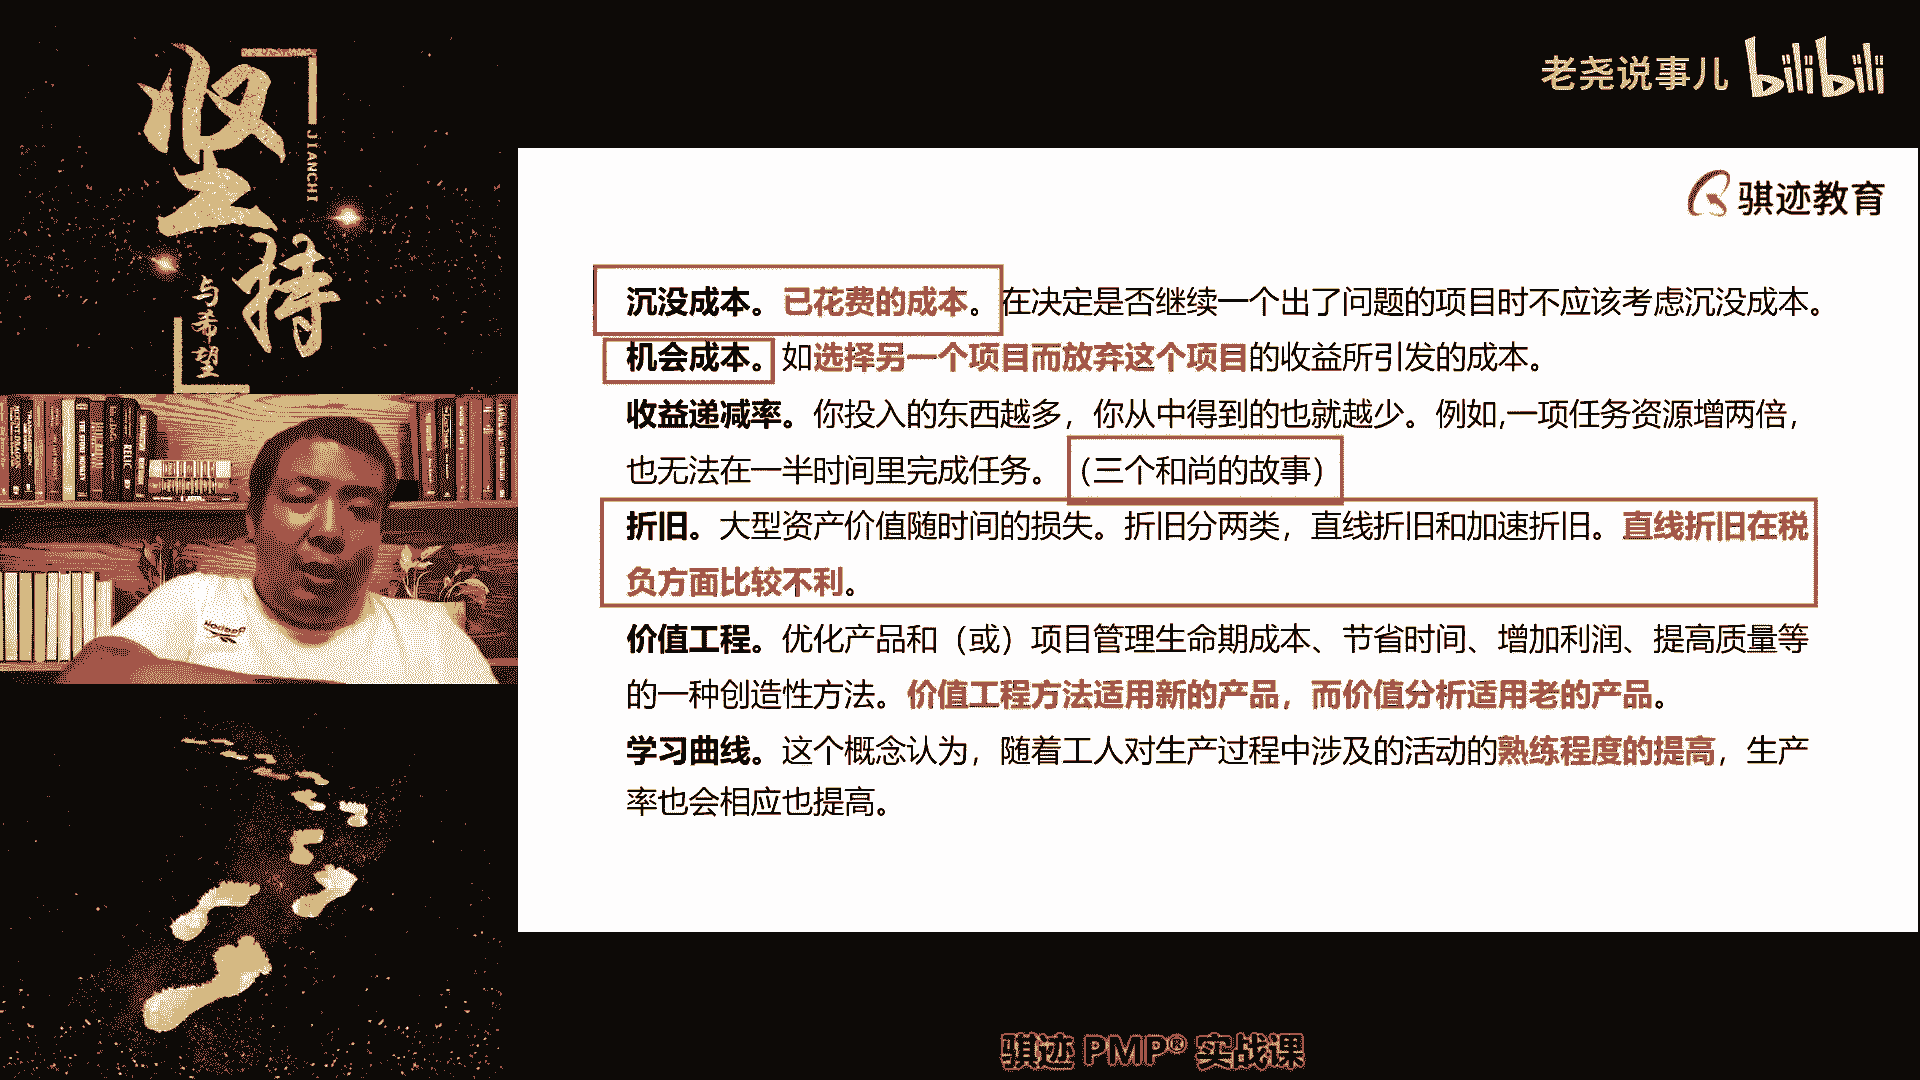 坚持
JIANCHI
与希望
老尧说事儿 bilibili
骐迹教育
沉没成本。已花费的成本。在决定是否继续一个出了问题的项目时不应该考虑沉没成本。
机会成本。如选择另一个项目而放弃这个项目的收益所引发的成本。
收益递减率。你投入的东西越多，你从中得到的也就越少。例如,一项任务资源增两倍，
也无法在一半时间里完成任务。（三个和尚的故事）
折旧。大型资产价值随时间的损失。折旧分两类，直线折旧和加速折旧。直线折旧在税
负方面比较不利。
价值工程。优化产品和（或）项目管理生命期成本、节省时间、增加利润、提高质量等
的一种创造性方法。价值工程方法适用新的产品，而价值分析适用老的产品。
学习曲线。这个概念认为，随着工人对生产过程中涉及的活动的熟练程度的提高，生产
率也会相应也提高。
骐迹 PMP® 实战课